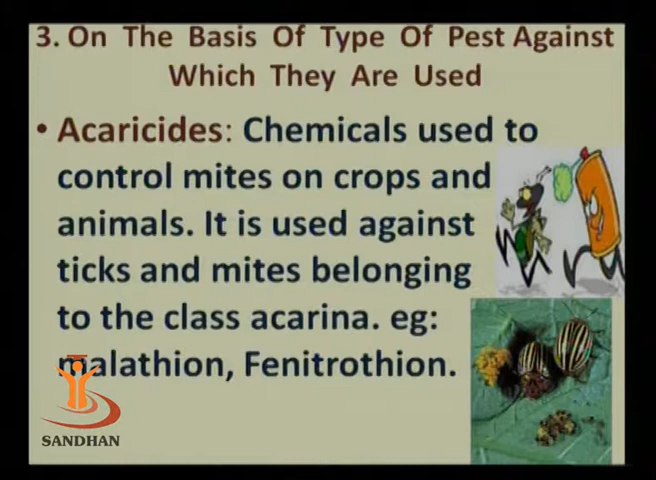 3. On The Basis Of Type Of Pest Against
Which They Are Used
• Acaricides: Chemicals used to
control mites on crops and
animals. It is used against
ticks and mites belonging
to the class acarina. eg:
malathion, Fenitrothion.
SANDHAN